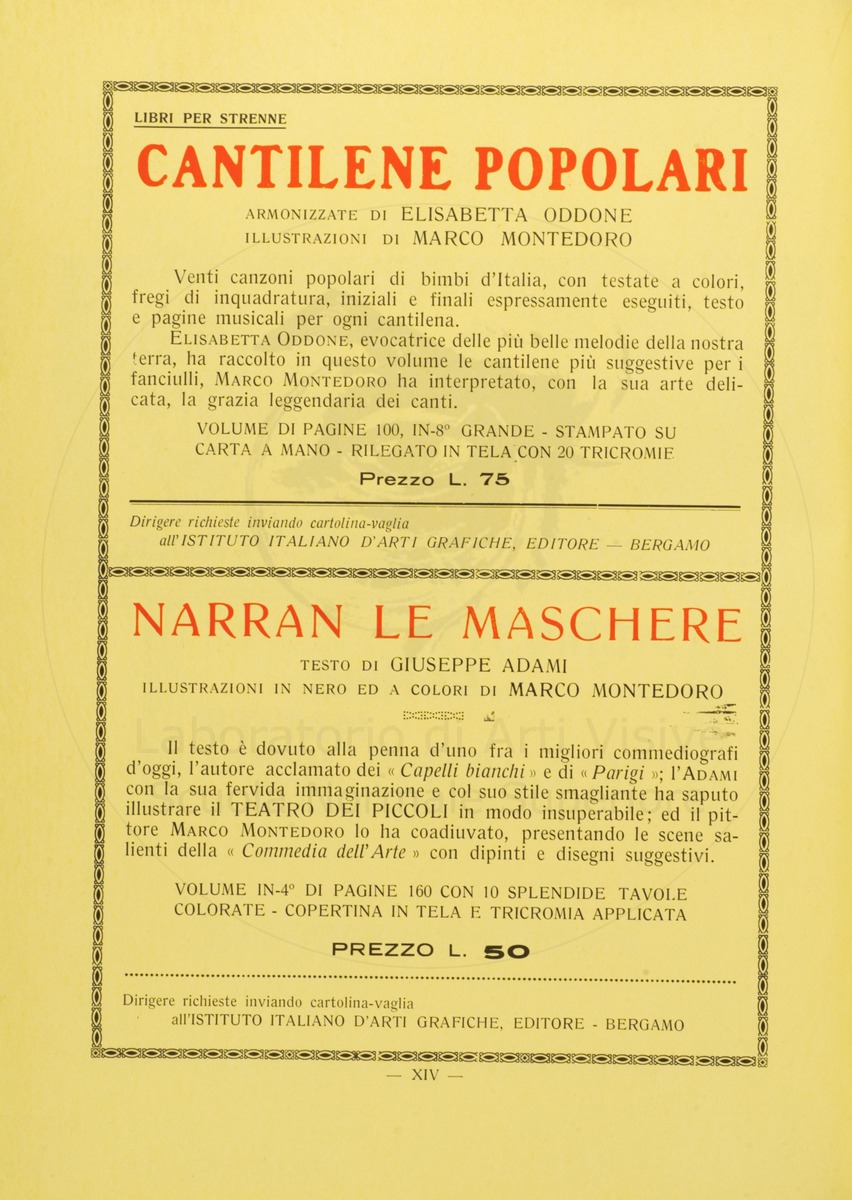 LIBRI PER STRENNE
CANTILENE POPOLARI
ARMONIZZATE DI ELISABETTA ODDONE
ILLUSTRAZIONI DI MARCO MONTEDORO
Venti canzoni popolari di bimbi d'Italia, con testate a colori,
fregi di inquadratura, iniziali e finali espressamente eseguiti, testo
e pagine musicali per ogni cantilena.
ELISABETTA ODDONE, evocatrice delle più belle melodie della nostra
terra, ha raccolto in questo volume le cantilene più suggestive per i
fanciulli, MARCO MONTEDORO ha interpretato, con la sua arte deli-
cata, la grazia leggendaria dei canti.
VOLUME DI PAGINE 100, IN-8º GRANDE - STAMPATO SU
CARTA A MANO - RILEGATO IN TELA CON 20 TRICROMIE
Prezzo L. 75
Dirigere richieste inviando cartolina-vaglia
all'ISTITUTO ITALIANO D'ARTI GRAFICHE, EDITORE — BERGAMO
NARRAN LE MASCHERE
TESTO DI GIUSEPPE ADAMI
ILLUSTRAZIONI IN NERO ED A COLORI DI MARCO MONTEDORO
Il testo è dovuto alla penna d'uno fra i migliori commediografi
d'oggi, l'autore acclamato dei « Capelli bianchi » e di « Parigi »; l'ADAMI
con la sua fervida immaginazione e col suo stile smagliante ha saputo
illustrare il TEATRO DEI PICCOLI in modo insuperabile; ed il pit-
tore MARCO MONTEDORO lo ha coadiuvato, presentando le scene sa-
lienti della « Commedia dell'Arte » con dipinti e disegni suggestivi.
VOLUME IN-4º DI PAGINE 160 CON 10 SPLENDIDE TAVOLE
COLORATE - COPERTINA IN TELA E TRICROMIA APPLICATA
PREZZO L. 50
Dirigere richieste inviando cartolina-vaglia
all'ISTITUTO ITALIANO D'ARTI GRAFICHE, EDITORE - BERGAMO
— XIV —